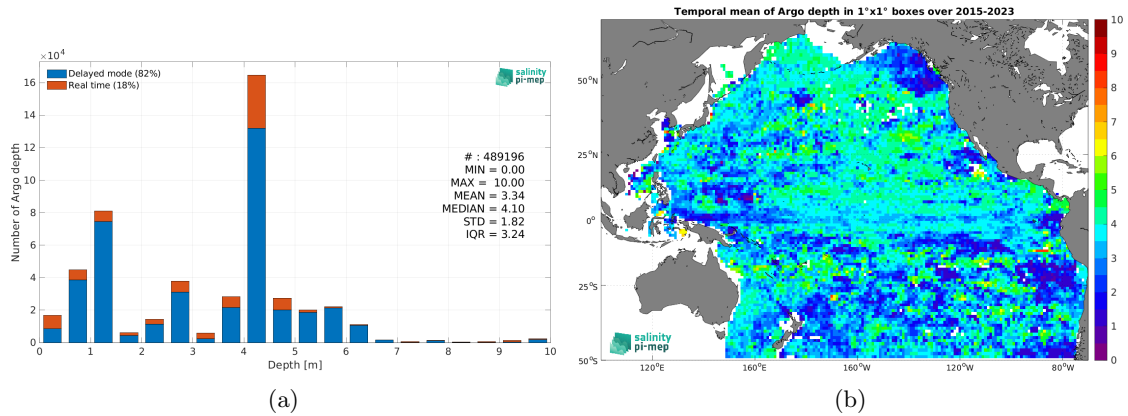 ×10⁴
Delayed mode (82%)
Real time (18%)
salinity
pi-mep
# : 489196
MIN = 0.00
MAX = 10.00
MEAN = 3.34
MEDIAN = 4.10
STD = 1.82
IQR = 3.24
Number of Argo depth
16
14
12
10
8
6
4
2
0
0 1 2 3 4 5 6 7 8 9 10
Depth [m]
(a)
Temporal mean of Argo depth in 1°x1° boxes over 2015-2023
50°N
25°N
0°
25°S
50°S
120°E 160°E 160°W 120°W 80°W
10
9
8
7
6
5
4
3
2
1
0
salinity
pi-mep
(b)